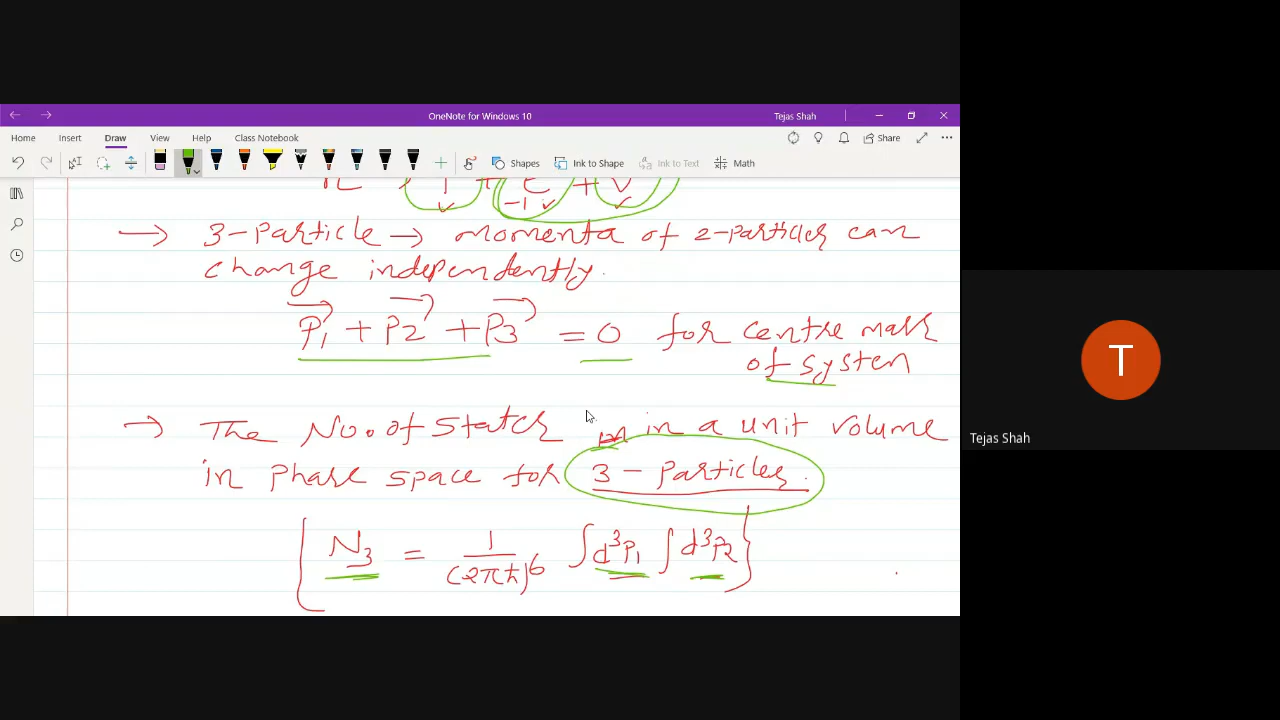 OneNote for Windows 10
Tejas Shah
Home Insert Draw View Help Class Notebook
Share
Shapes Ink to Shape Ink to Text Math
-1
→ 3-Particle → momenta of 2-particles can
change independently.
P1 + P2 + P3 = 0 for centre mass
of system
→ The No. of States in a unit volume
in phase space for 3-particles.
{ N3 = 1/(2πħ)^6 ∫d³P1 ∫d³P2 }
T
Tejas Shah